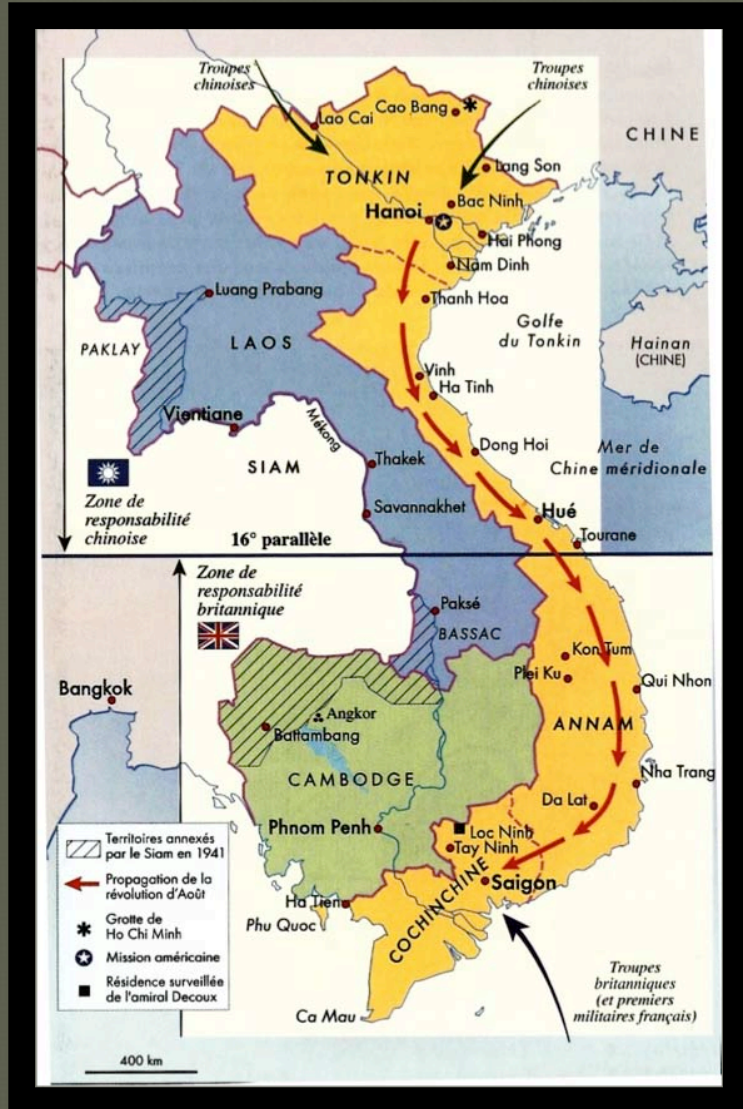 Troupes
chinoises
Troupes
chinoises
Cao Bang
Lao Cai
CHINE
Lang Son
TONKIN
Bac Ninh
Hanoi
Hai Phong
Nam Dinh
Luang Prabang
Thanh Hoa
Golfe
du Tonkin
PAKLAY
LAOS
Hainan
(CHINE)
Vinh
Ha Tinh
Vientiane
Mékong
Dong Hoi
Mer de
Chine méridionale
SIAM
Thakek
Zone de
responsabilité
chinoise
Savannakhet
Hué
16° parallèle
Tourane
Zone de
responsabilité
britannique
Paksé
BASSAC
Kon Tum
Plei Ku
Qui Nhon
Bangkok
Angkor
Battambang
ANNAM
CAMBODGE
Nha Trang
Da Lat
Phnom Penh
Loc Ninh
Tay Ninh
Saigon
COCHINCHINE
Ha Tien
Phu Quoc
Ca Mau
Troupes
britanniques
(et premiers
militaires français)
Territoires annexés
par le Siam en 1941
Propagation de la
révolution d'Août
Grotte de
Ho Chi Minh
Mission américaine
Résidence surveillée
de l'amiral Decoux
400 km